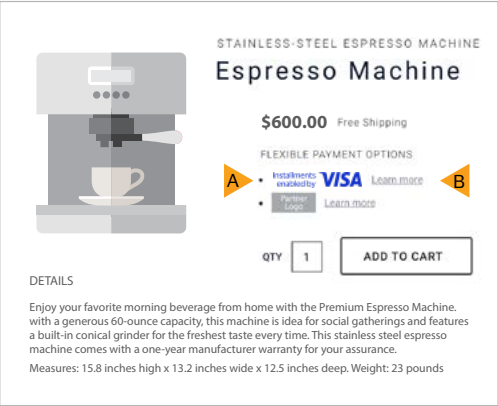 STAINLESS-STEEL ESPRESSO MACHINE
Espresso Machine
$600.00 Free Shipping
FLEXIBLE PAYMENT OPTIONS
A • Installments enabled by VISA Learn more B
• Partner Logo Learn more
QTY 1 ADD TO CART
DETAILS
Enjoy your favorite morning beverage from home with the Premium Espresso Machine.
with a generous 60-ounce capacity, this machine is idea for social gatherings and features
a built-in conical grinder for the freshest taste every time. This stainless steel espresso
machine comes with a one-year manufacturer warranty for your assurance.
Measures: 15.8 inches high x 13.2 inches wide x 12.5 inches deep. Weight: 23 pounds